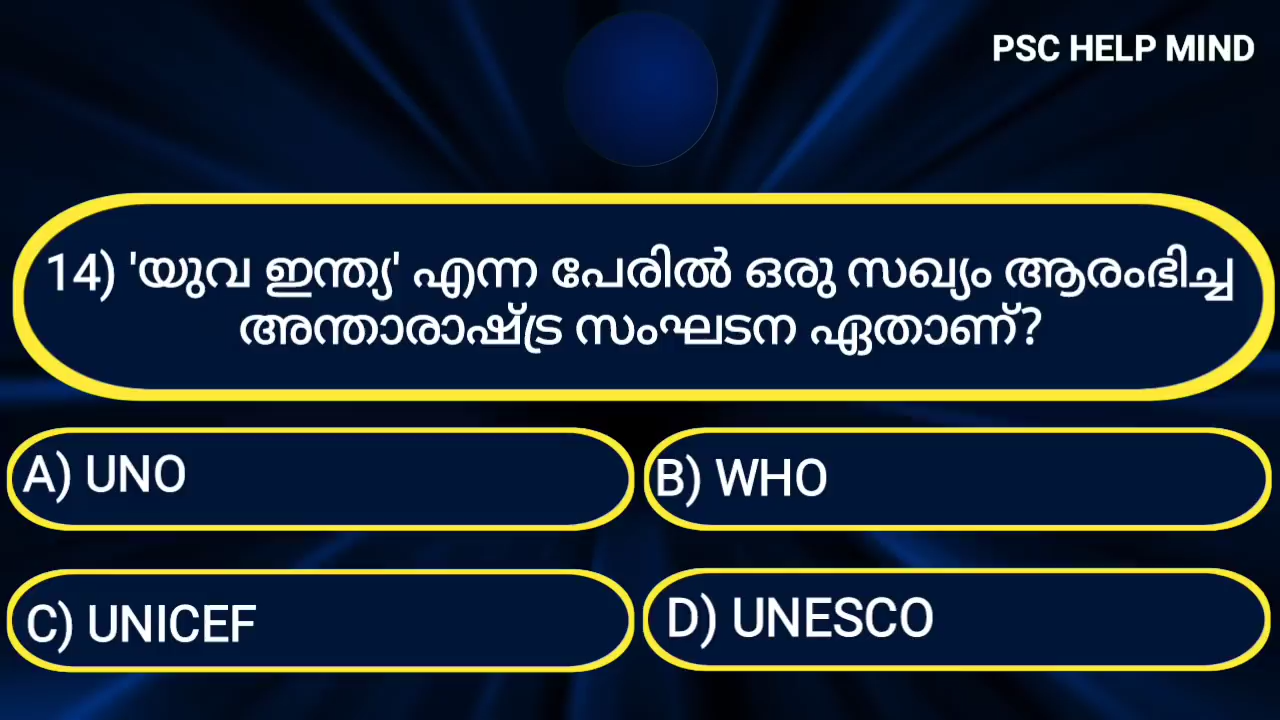 PSC HELP MIND
14) 'യുവ ഇന്ത്യ' എന്ന പേരിൽ ഒരു സഖ്യം ആരംഭിച്ച
അന്താരാഷ്ട്ര സംഘടന ഏതാണ്?
A) UNO
B) WHO
C) UNICEF
D) UNESCO